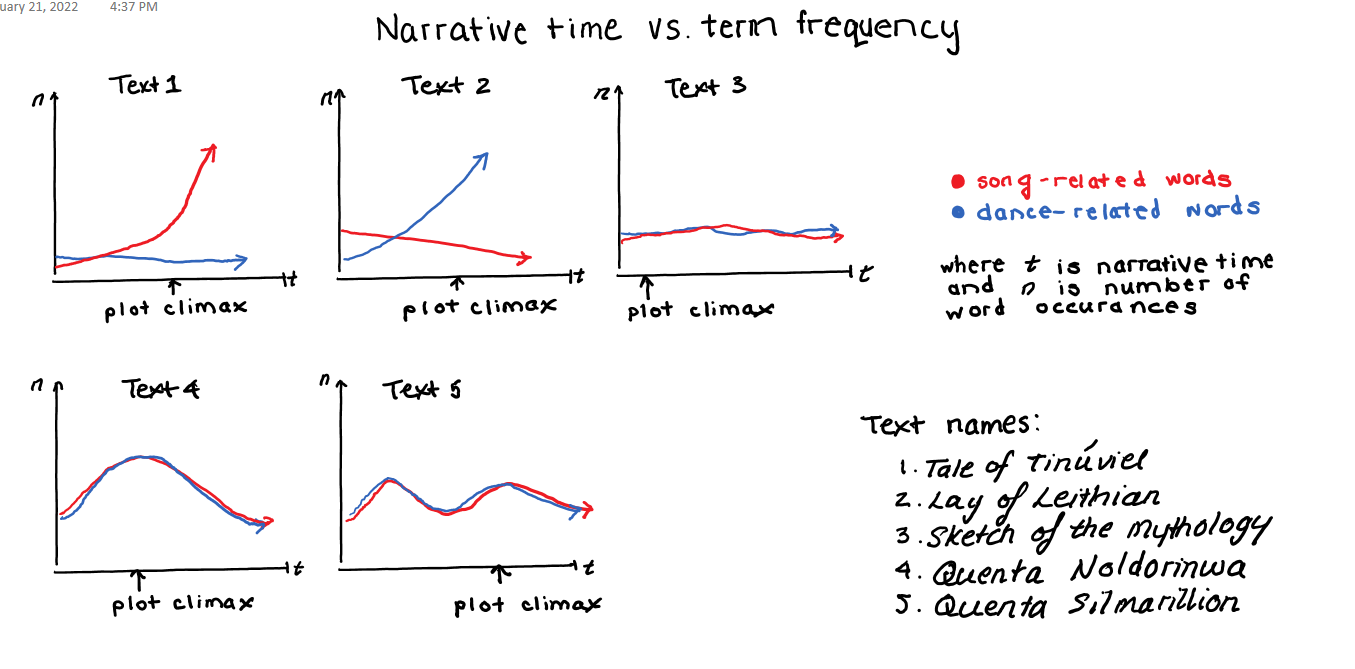 uary 21, 2022 4:37 PM
Narrative time vs. term frequency
Text 1
n
t
plot climax
Text 2
n
t
plot climax
Text 3
n
t
plot climax
song-related words
dance-related words
where t is narrative time
and n is number of
word occurances
Text 4
n
t
plot climax
Text 5
n
t
plot climax
Text names:
1. Tale of Tinúviel
2. Lay of Leithian
3. Sketch of the Mythology
4. Quenta Noldorinwa
5. Quenta Silmarillion